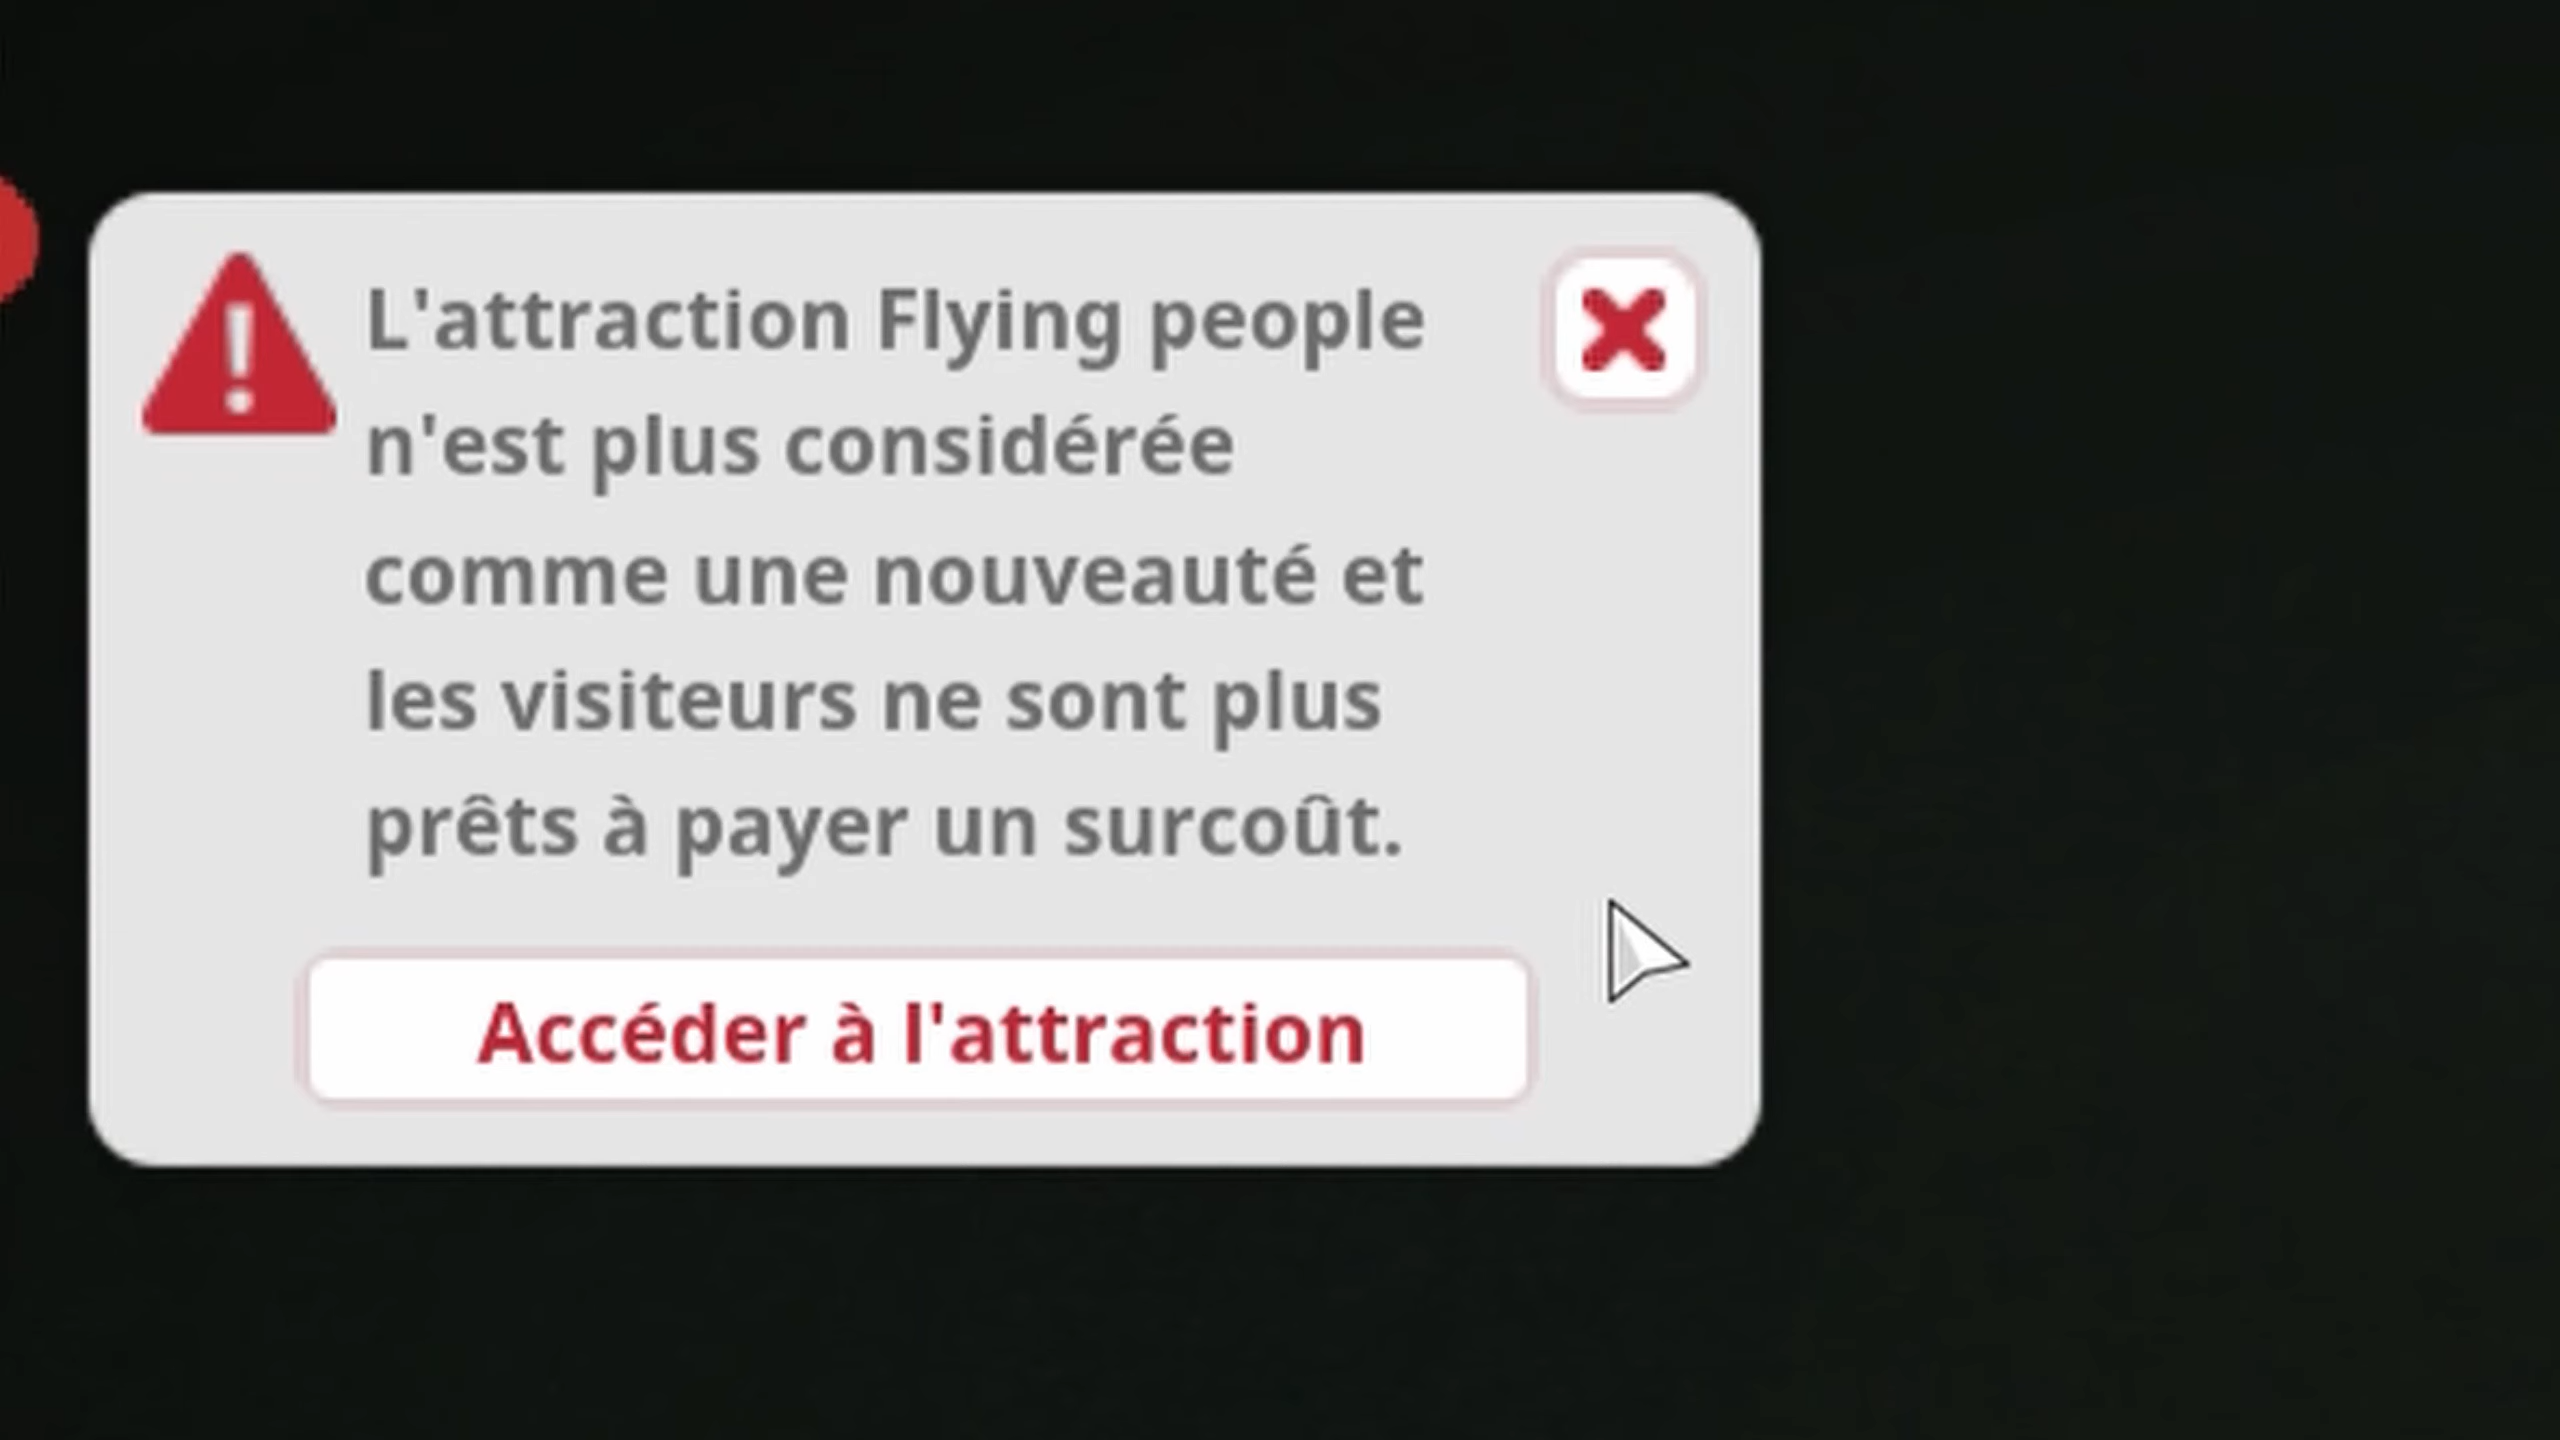 L'attraction Flying people
n'est plus considérée
comme une nouveauté et
les visiteurs ne sont plus
prêts à payer un surcoût.
Accéder à l'attraction